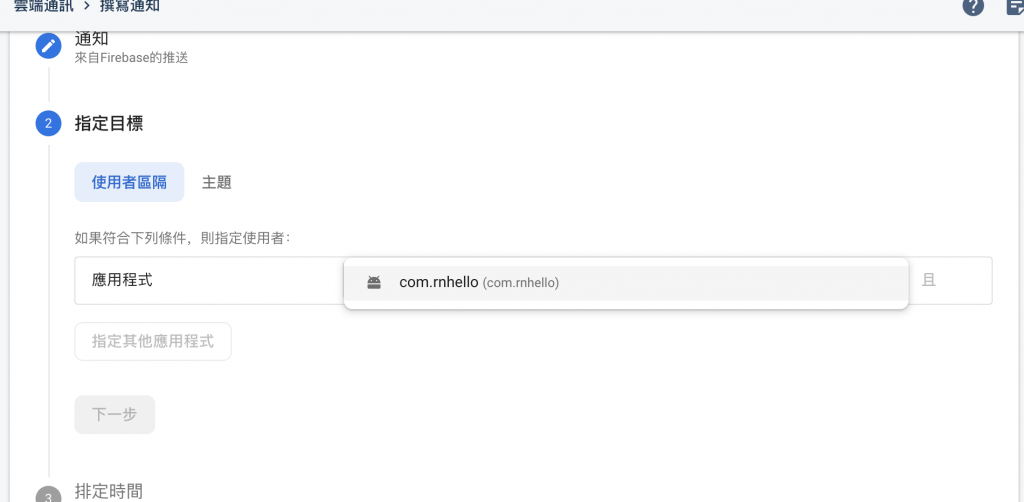 雲端通訊 > 撰寫通知
通知
來自Firebase的推送
2 指定目標
使用者區隔 主題
如果符合下列條件，則指定使用者：
應用程式 com.rnhello (com.rnhello) 且
指定其他應用程式
下一步
3 排定時間